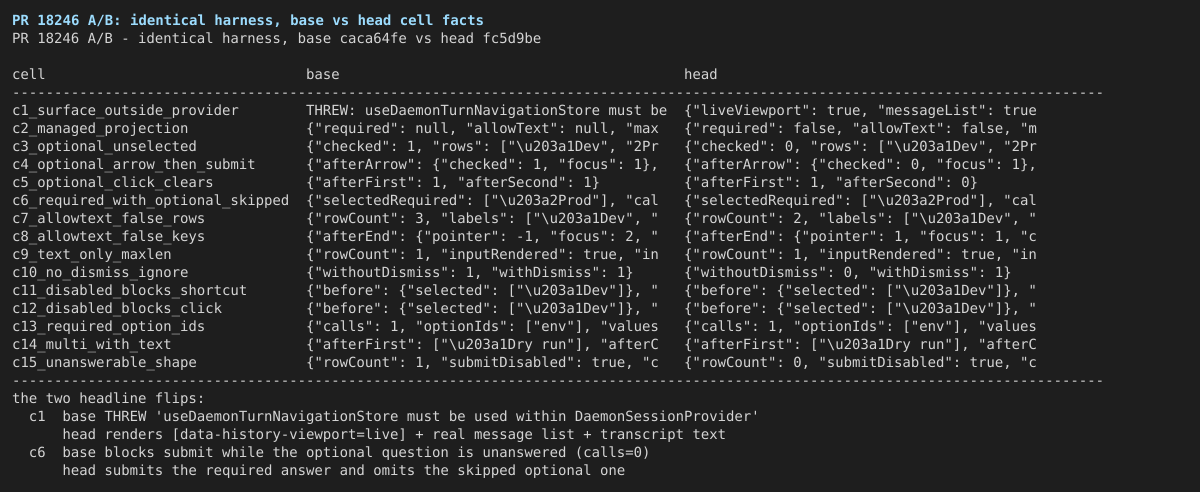 PR 18246 A/B: identical harness, base vs head cell facts
PR 18246 A/B - identical harness, base caca64fe vs head fc5d9be
cell base head
----------------------------------------------------------------------------------------------------------------------------------
c1_surface_outside_provider THREW: useDaemonTurnNavigationStore must be {"liveViewport": true, "messageList": true
c2_managed_projection {"required": null, "allowText": null, "max {"required": false, "allowText": false, "m
c3_optional_unselected {"checked": 1, "rows": ["\u203a1Dev", "2Pr {"checked": 0, "rows": ["\u203a1Dev", "2Pr
c4_optional_arrow_then_submit {"afterArrow": {"checked": 1, "focus": 1}, {"afterArrow": {"checked": 0, "focus": 1},
c5_optional_click_clears {"afterFirst": 1, "afterSecond": 1} {"afterFirst": 1, "afterSecond": 0}
c6_required_with_optional_skipped {"selectedRequired": ["\u203a2Prod"], "cal {"selectedRequired": ["\u203a2Prod"], "cal
c7_allowtext_false_rows {"rowCount": 3, "labels": ["\u203a1Dev", " {"rowCount": 2, "labels": ["\u203a1Dev", "
c8_allowtext_false_keys {"afterEnd": {"pointer": -1, "focus": 2, " {"afterEnd": {"pointer": 1, "focus": 1, "c
c9_text_only_maxlen {"rowCount": 1, "inputRendered": true, "in {"rowCount": 1, "inputRendered": true, "in
c10_no_dismiss_ignore {"withoutDismiss": 1, "withDismiss": 1} {"withoutDismiss": 0, "withDismiss": 1}
c11_disabled_blocks_shortcut {"before": {"selected": ["\u203a1Dev"]}, " {"before": {"selected": ["\u203a1Dev"]}, "
c12_disabled_blocks_click {"before": {"selected": ["\u203a1Dev"]}, " {"before": {"selected": ["\u203a1Dev"]}, "
c13_required_option_ids {"calls": 1, "optionIds": ["env"], "values {"calls": 1, "optionIds": ["env"], "values
c14_multi_with_text {"afterFirst": ["\u203a1Dry run"], "afterC {"afterFirst": ["\u203a1Dry run"], "afterC
c15_unanswerable_shape {"rowCount": 1, "submitDisabled": true, "c {"rowCount": 0, "submitDisabled": true, "c
----------------------------------------------------------------------------------------------------------------------------------
the two headline flips:
c1 base THREW 'useDaemonTurnNavigationStore must be used within DaemonSessionProvider'
head renders [data-history-viewport=live] + real message list + transcript text
c6 base blocks submit while the optional question is unanswered (calls=0)
head submits the required answer and omits the skipped optional one